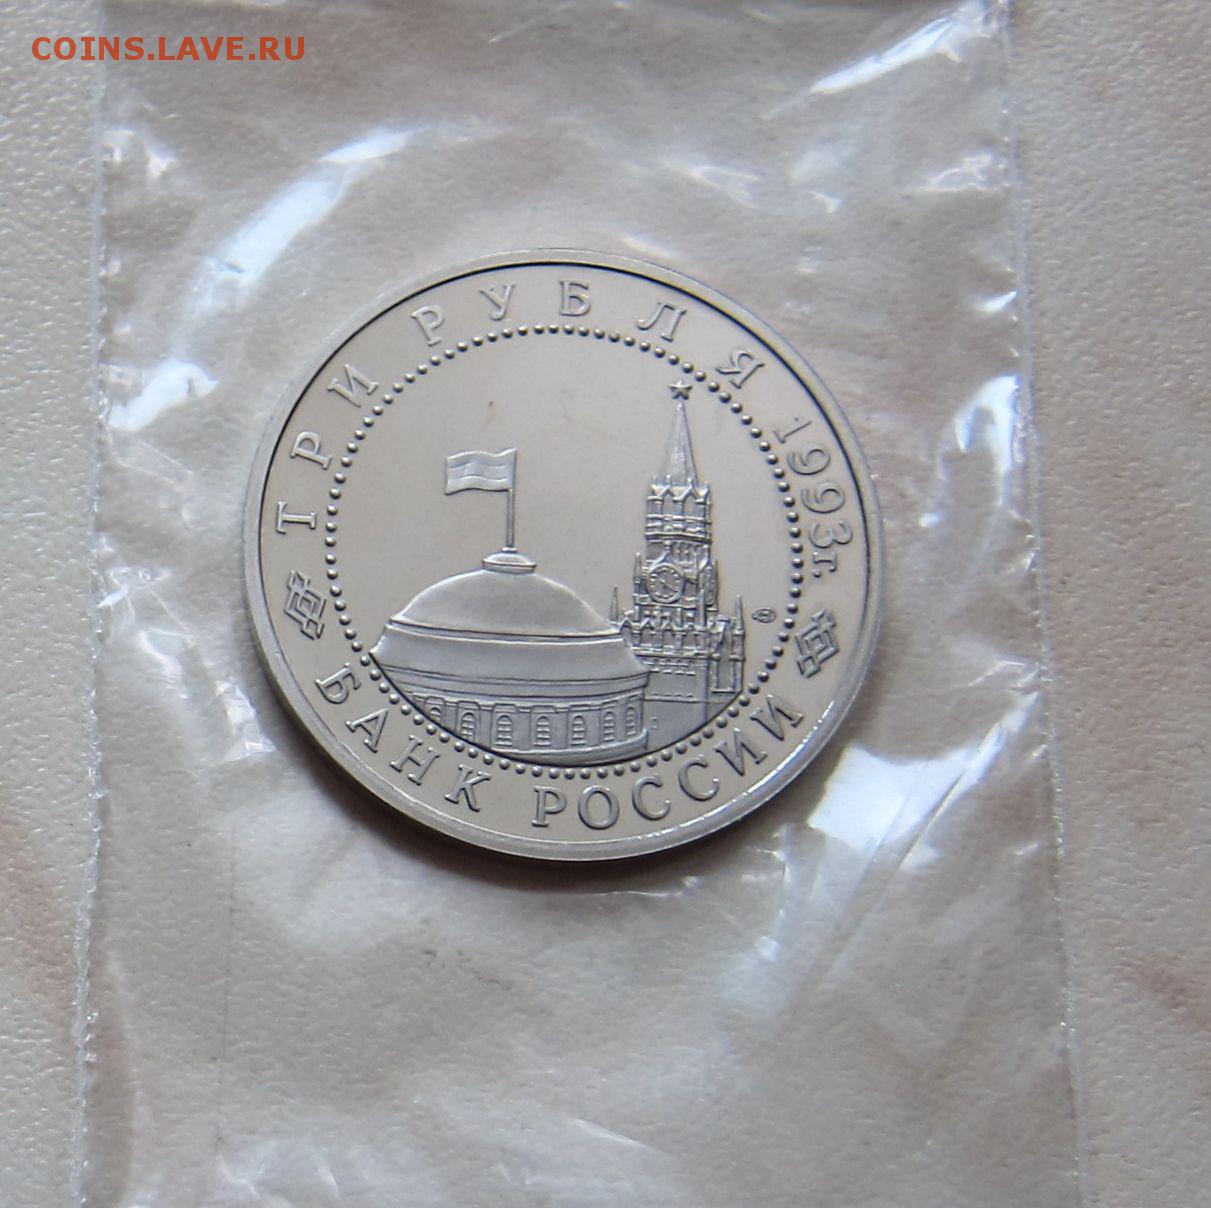 COINS.LAVE.RU
ТРИ РУБЛЯ 1993г.
БАНК РОССИИ